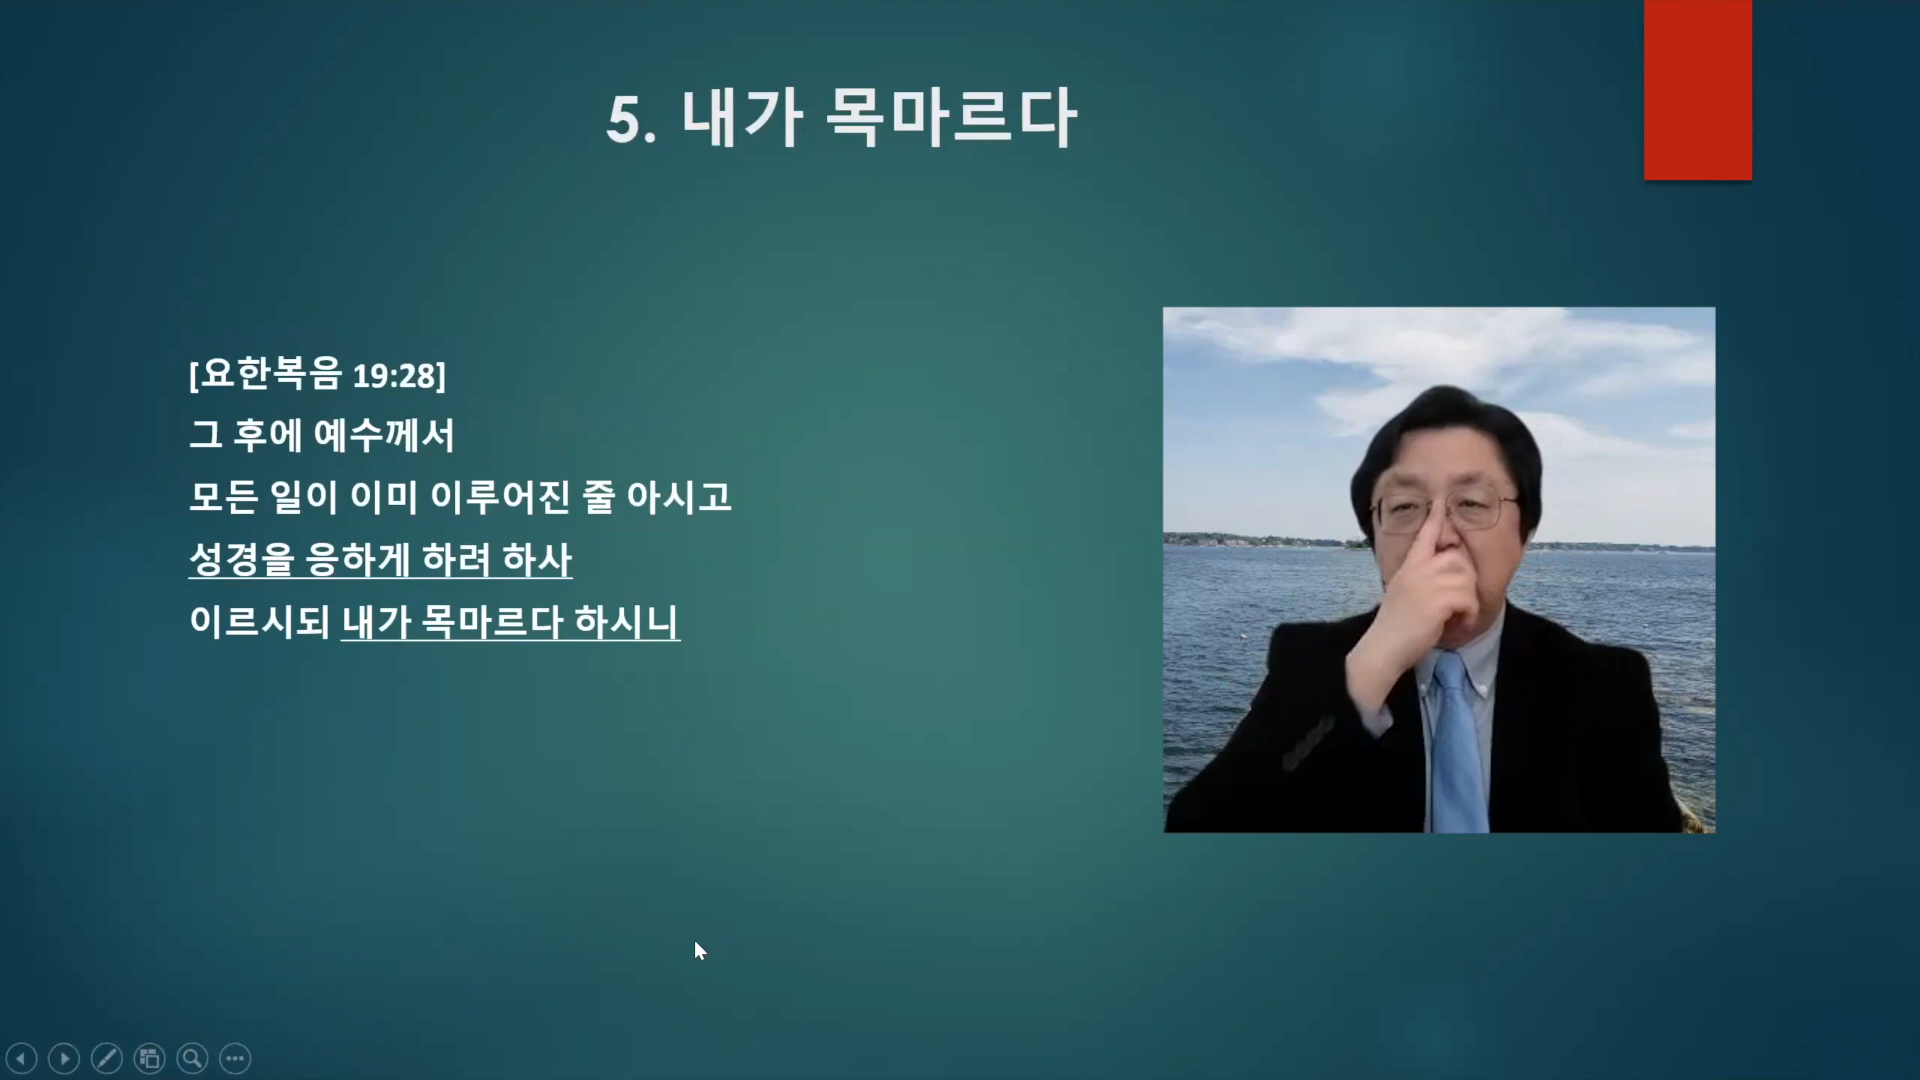 5. 내가 목마르다
[요한복음 19:28]
그 후에 예수께서
모든 일이 이미 이루어진 줄 아시고
성경을 응하게 하려 하사
이르시되 내가 목마르다 하시니